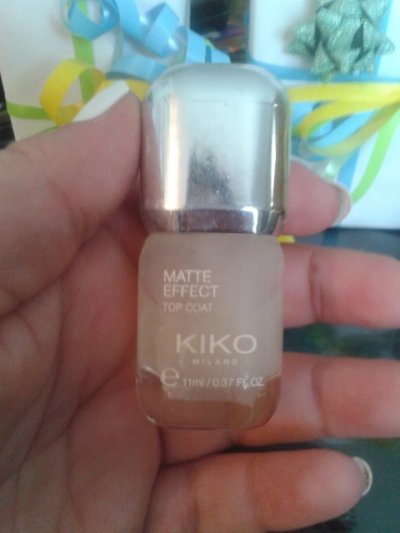 MATTE
EFFECT
TOP COAT
KIKO
MILANO
℮ 11ml / 0.37 FL.OZ.